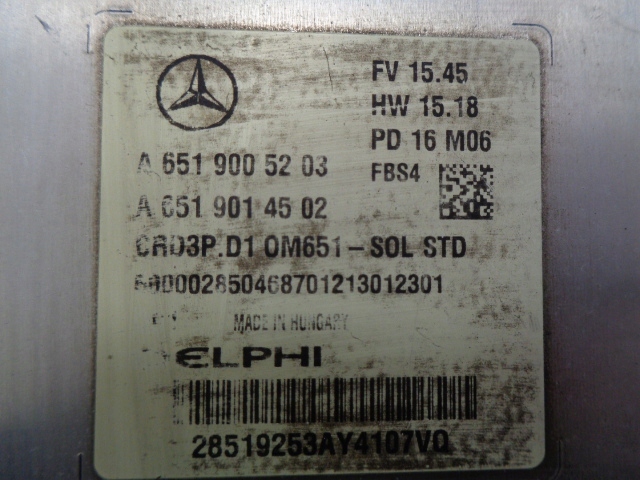 FV 15.45
HW 15.18
PD 16 M06
A 651 900 52 03
FBS4
A 651 901 45 02
CRD3P.D1 OM651-SOL STD
MADE IN HUNGARY
ELPHI
28519253AY4107VQ